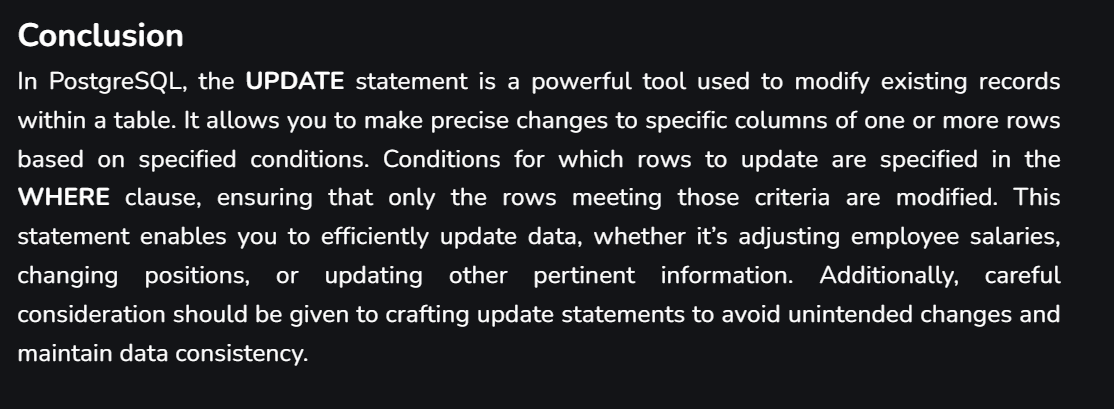 Conclusion
In PostgreSQL, the UPDATE statement is a powerful tool used to modify existing records
within a table. It allows you to make precise changes to specific columns of one or more rows
based on specified conditions. Conditions for which rows to update are specified in the
WHERE clause, ensuring that only the rows meeting those criteria are modified. This
statement enables you to efficiently update data, whether it’s adjusting employee salaries,
changing positions, or updating other pertinent information. Additionally, careful
consideration should be given to crafting update statements to avoid unintended changes and
maintain data consistency.